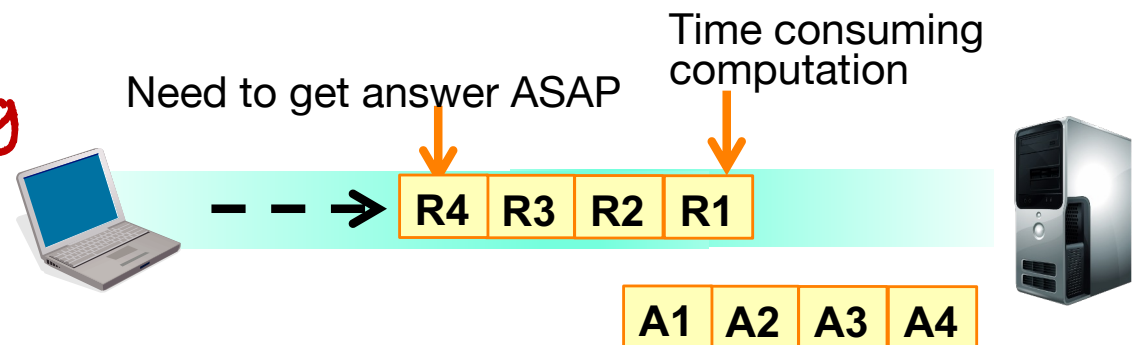 Time consuming
computation
Need to get answer ASAP
g
R4 R3 R2 R1
A1 A2 A3 A4